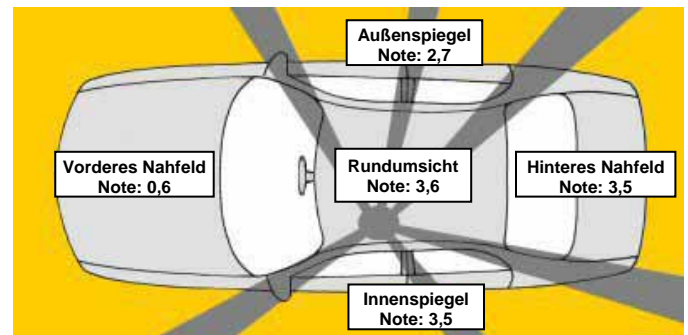 Außenspiegel
Note: 2,7
Vorderes Nahfeld
Note: 0,6
Rundumsicht
Note: 3,6
Hinteres Nahfeld
Note: 3,5
Innenspiegel
Note: 3,5